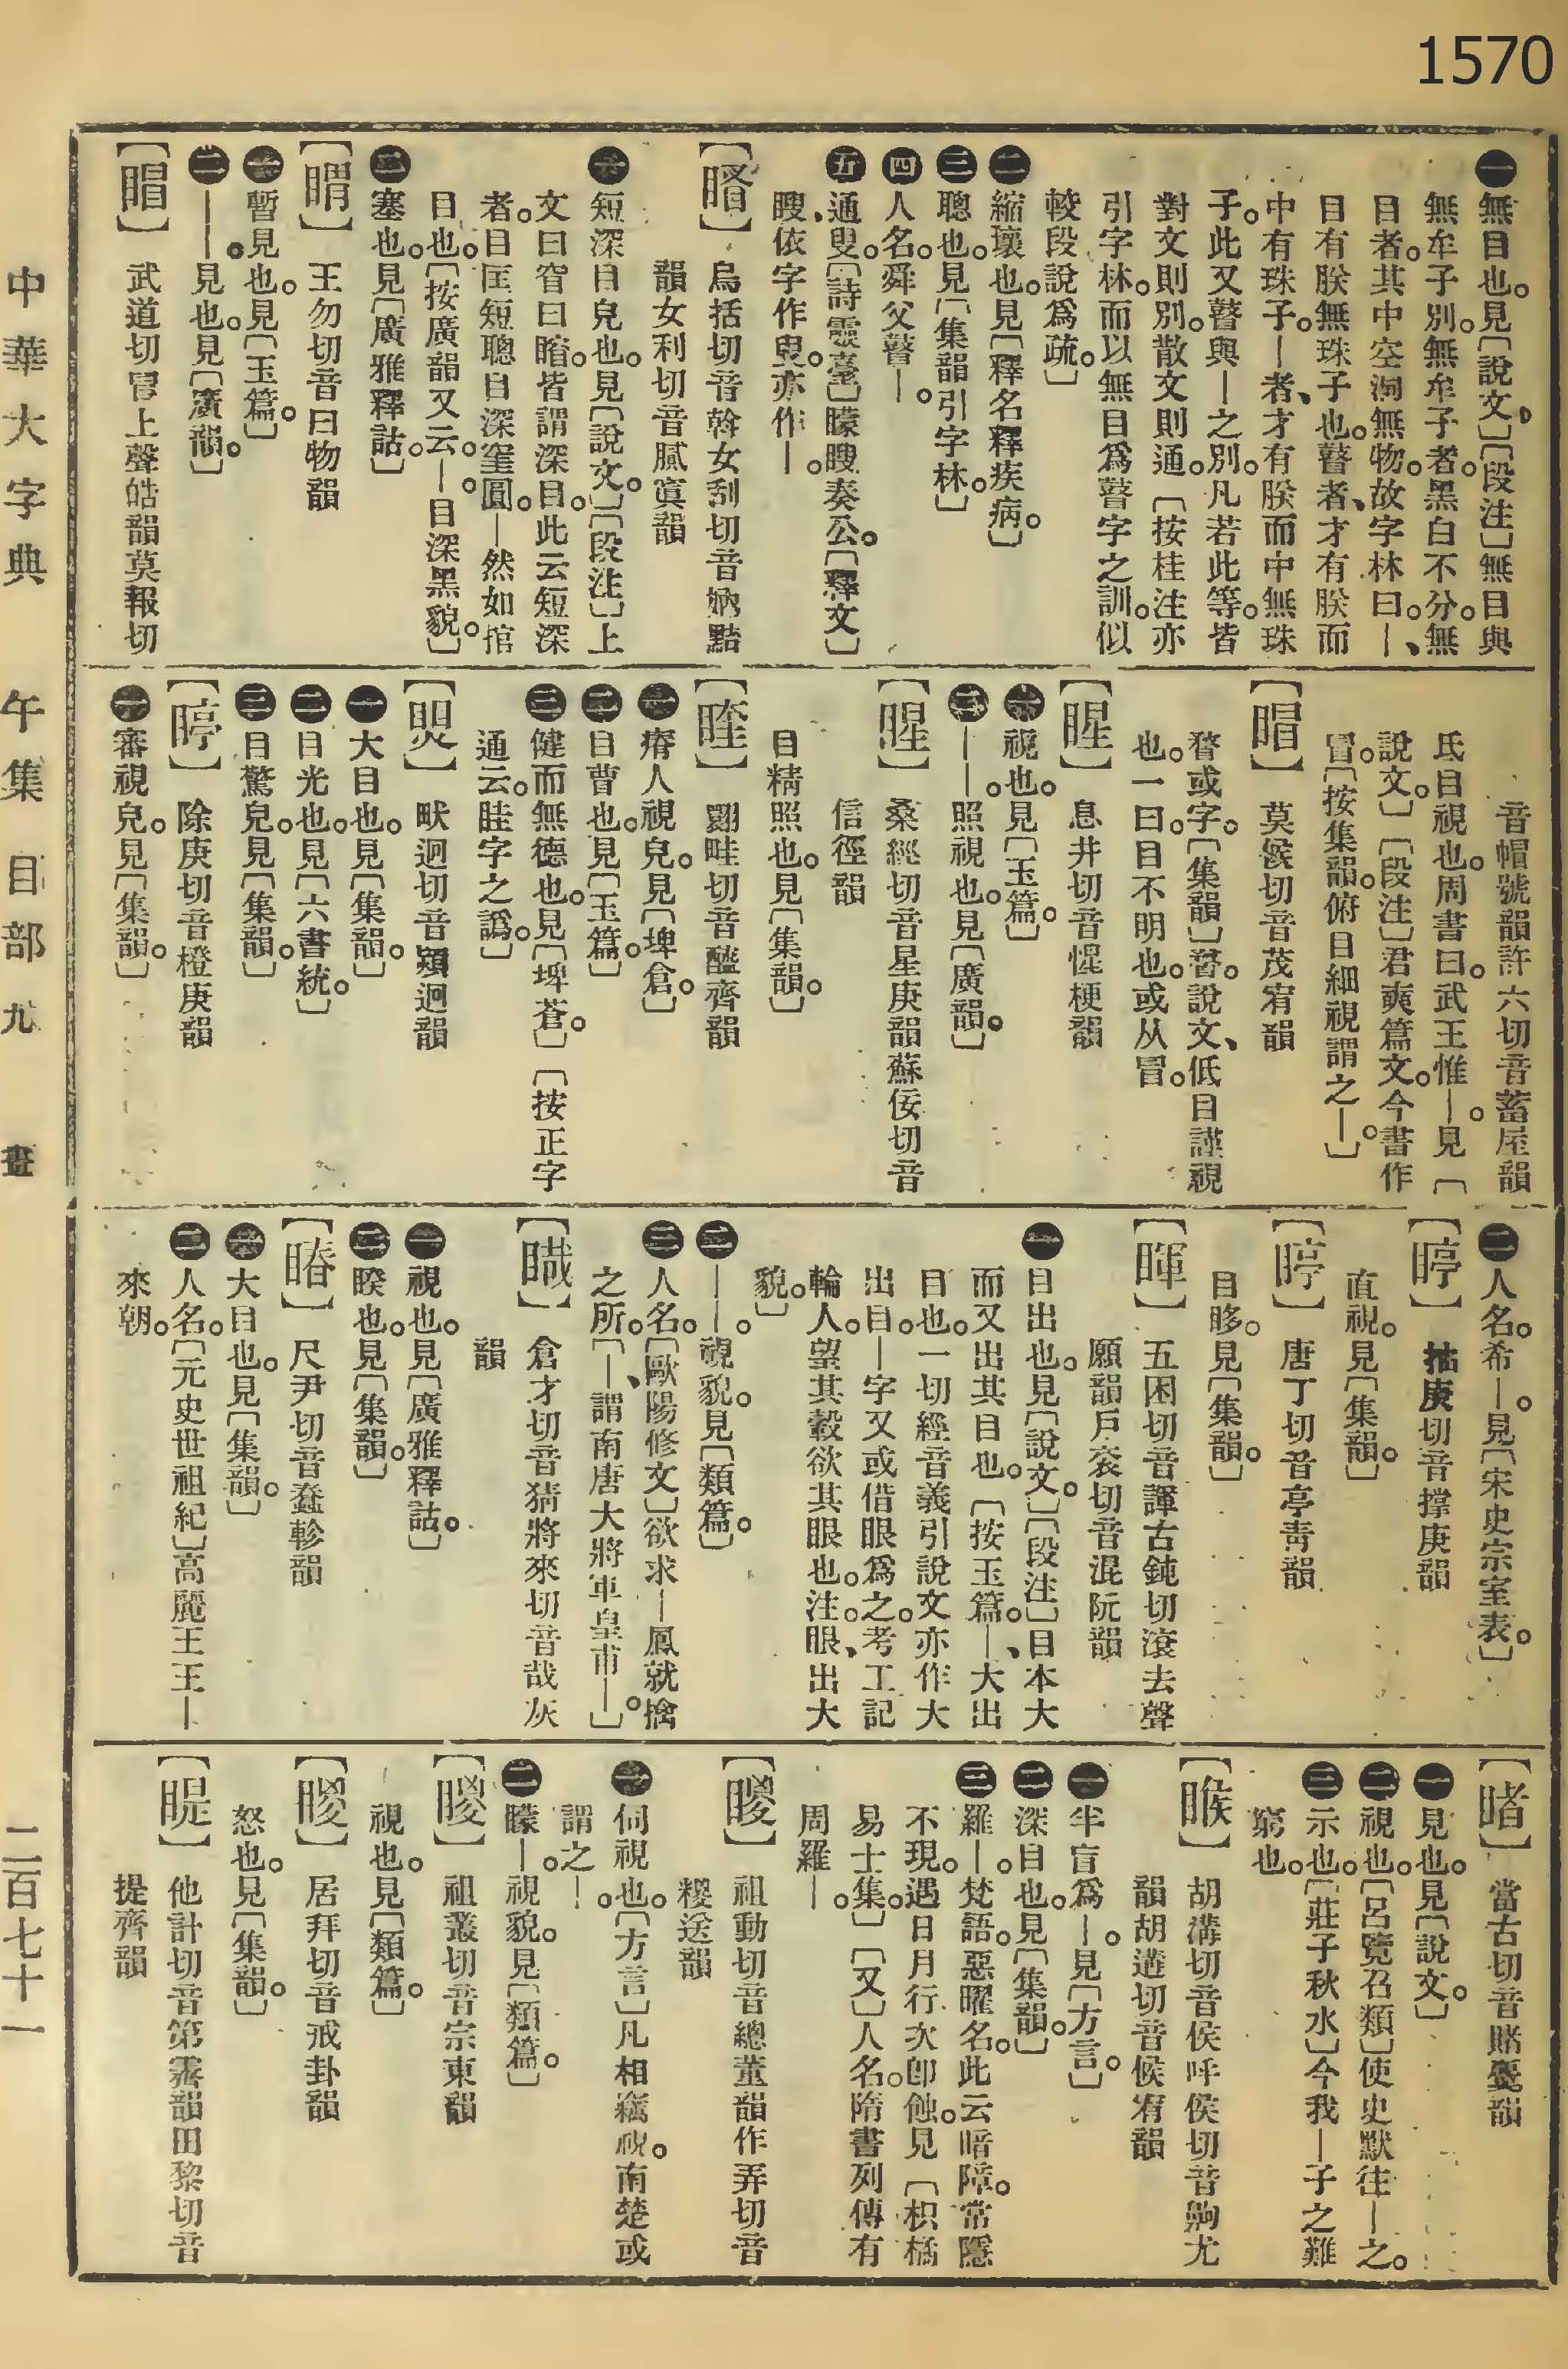 1570
㊀無目也。見〔說文〕〔段注〕無目與
無牟子別。無牟子者。黑白不分。無
目者。其中空洞無物。故字林曰。｜、
目有朕無珠子也。瞽者、才有朕而
中有珠子。｜者、才有朕而中無珠
子。此又瞽與｜之別。凡若此等。皆
對文則別。散文則通〔按桂注亦
引字林。而以無目爲瞽字之訓。似
較段說爲疏。〕
㊁縮壞也。見〔釋名釋疾病。〕
㊂聰也。見〔集韻引字林。〕
㊃人名。舜父瞽｜。
㊄通叟。〔詩靈臺〕矇瞍奏公。〔釋文〕
瞍、依字作叟。亦作｜。
【䁊】 烏括切音斡女刮切音妠黠
韻女利切音膩寘韻
㊀短深目皃也。見〔說文。〕〔段注〕上
文曰窅曰䁆。皆謂深目。此云短深
者。目匡短。聰目深窐圓。｜然如捾
目也。〔按廣韻又云。｜目深黑貌。〕
㊁塞也。見〔廣雅釋詁。〕
【䁌】 王勿切音曰物韻
㊀暫見也。見〔玉篇。〕
㊁｜｜。見也。見〔廣韻。〕
【䀤】 武道切冒上聲皓韻莫報切
音帽號韻許六切音蓄屋韻
氐目視也。周書曰。武王惟｜。見〔
說文。〕〔段注〕君奭篇文。今書作
冒。〔按集韻。俯目細視謂之｜。〕
【䀤】 莫候切音茂宥韻
瞀或字。〔集韻〕瞀。說文、低目謹視
也。一曰。目不明也。或从冒。
【瞁】 息井切音惺梗韻
㊀視也。見〔玉篇。〕
㊁｜｜。照視也。見〔廣韻。〕
【睲】 桑經切音星庚韻蘇佞切音
信徑韻
目精照也。見〔集韻。〕
【䁅】 翾畦切音醯齊韻
㊀瘠人視皃。見〔埤倉。〕
㊁目瞢也。見〔玉篇。〕
㊂健而無德也。見〔埤蒼。〕〔按正字
通云。眭字之譌。〕
【瞁】 畎迥切音熲迥韻
㊀大目也。見〔集韻。〕
㊁目光也。見〔六書統。〕
㊂目驚皃。見〔集韻。〕
【䁎】 除庚切音橙庚韻
㊀審視皃。見〔集韻。〕
㊁人名。希｜。見〔宋史宗室表。〕
【䁎】 抽庚切音撑庚韻
直視。見〔集韻。〕
【䁎】 唐丁切音亭靑韻
目眵。見〔集韻。〕
【睴】 五困切音諢古鈍切滾去聲
願韻戶袞切音混阮韻
㊀目出也。見〔說文。〕〔段注〕目本大
而又出其目也。〔按玉篇。｜、大出
目也。一切經音義引說文亦作大
出目。｜字又或借眼爲之。考工記
輪人。望其轂。欲其眼也。注。眼、出大
貌。〕
㊁｜｜。視貌。見〔類篇。〕
㊂人名。〔歐陽修文〕欲求｜鳳就擒
之所。〔｜、謂南唐大將軍皇甫｜。〕
【䁒】 倉才切音猜將來切音哉灰
韻
㊀視也。見〔廣雅釋詁。〕
㊁睽也。見〔集韻。〕
【睶】 尺尹切音蠢軫韻
㊀大目也。見〔集韻。〕
㊁人名。〔元史世祖紀〕高麗王王｜
來朝。
【睹】 當古切音賭麌韻
㊀見也。見〔說文。〕
㊁視也。〔呂覽召類〕使史默往｜之。
㊂示也。〔莊子秋水〕今我｜子之難
窮也。
【睺】 胡溝切音侯呼侯切音齁尤
韻胡遘切音候宥韻
㊀半盲爲｜。見〔方言。〕
㊁深目也。見〔集韻。〕
㊂羅｜。梵語。惡曜名。此云暗障。常隱
不現。遇日月行次卽蝕。見〔枳橘
易士集。〕〔又〕人名。隋書列傳有
周羅｜。
【䁓】 祖動切音總董韻作弄切音
糉送韻
㊀伺視也。〔方言〕凡相竊視。南楚或
謂之｜。
㊁矇｜。視貌。見〔類篇。〕
【䁓】 祖叢切音宗東韻
視也。見〔類篇。〕
【䁓】 居拜切音戒卦韻
怒也。見〔集韻。〕
【睼】 他計切音第霽韻田黎切音
提齊韻
中華大字典 午集 目部 九畫 二百七十一